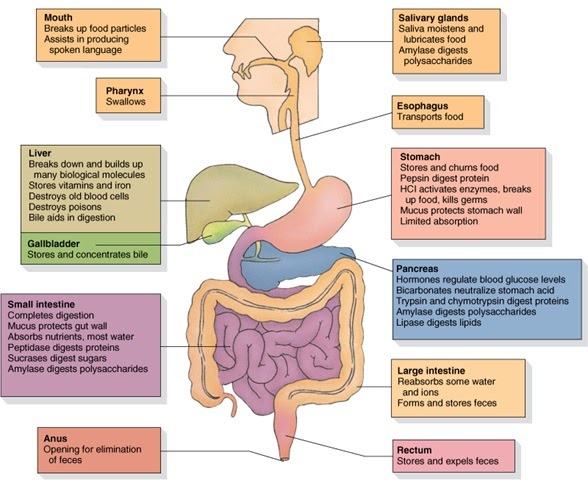 Mouth
Breaks up food particles
Assists in producing
spoken language
Salivary glands
Saliva moistens and
lubricates food
Amylase digests
polysaccharides
Pharynx
Swallows
Esophagus
Transports food
Liver
Breaks down and builds up
many biological molecules
Stores vitamins and iron
Destroys old blood cells
Destroys poisons
Bile aids in digestion
Gallbladder
Stores and concentrates bile
Stomach
Stores and churns food
Pepsin digest protein
HCl activates enzymes, breaks
up food, kills germs
Mucus protects stomach wall
Limited absorption
Pancreas
Hormones regulate blood glucose levels
Bicarbonates neutralize stomach acid
Trypsin and chymotrypsin digest proteins
Amylase digests polysaccharides
Lipase digests lipids
Small intestine
Completes digestion
Mucus protects gut wall
Absorbs nutrients, most water
Peptidase digests proteins
Sucrases digest sugars
Amylase digests polysaccharides
Large intestine
Reabsorbs some water
and ions
Forms and stores feces
Anus
Opening for elimination
of feces
Rectum
Stores and expels feces